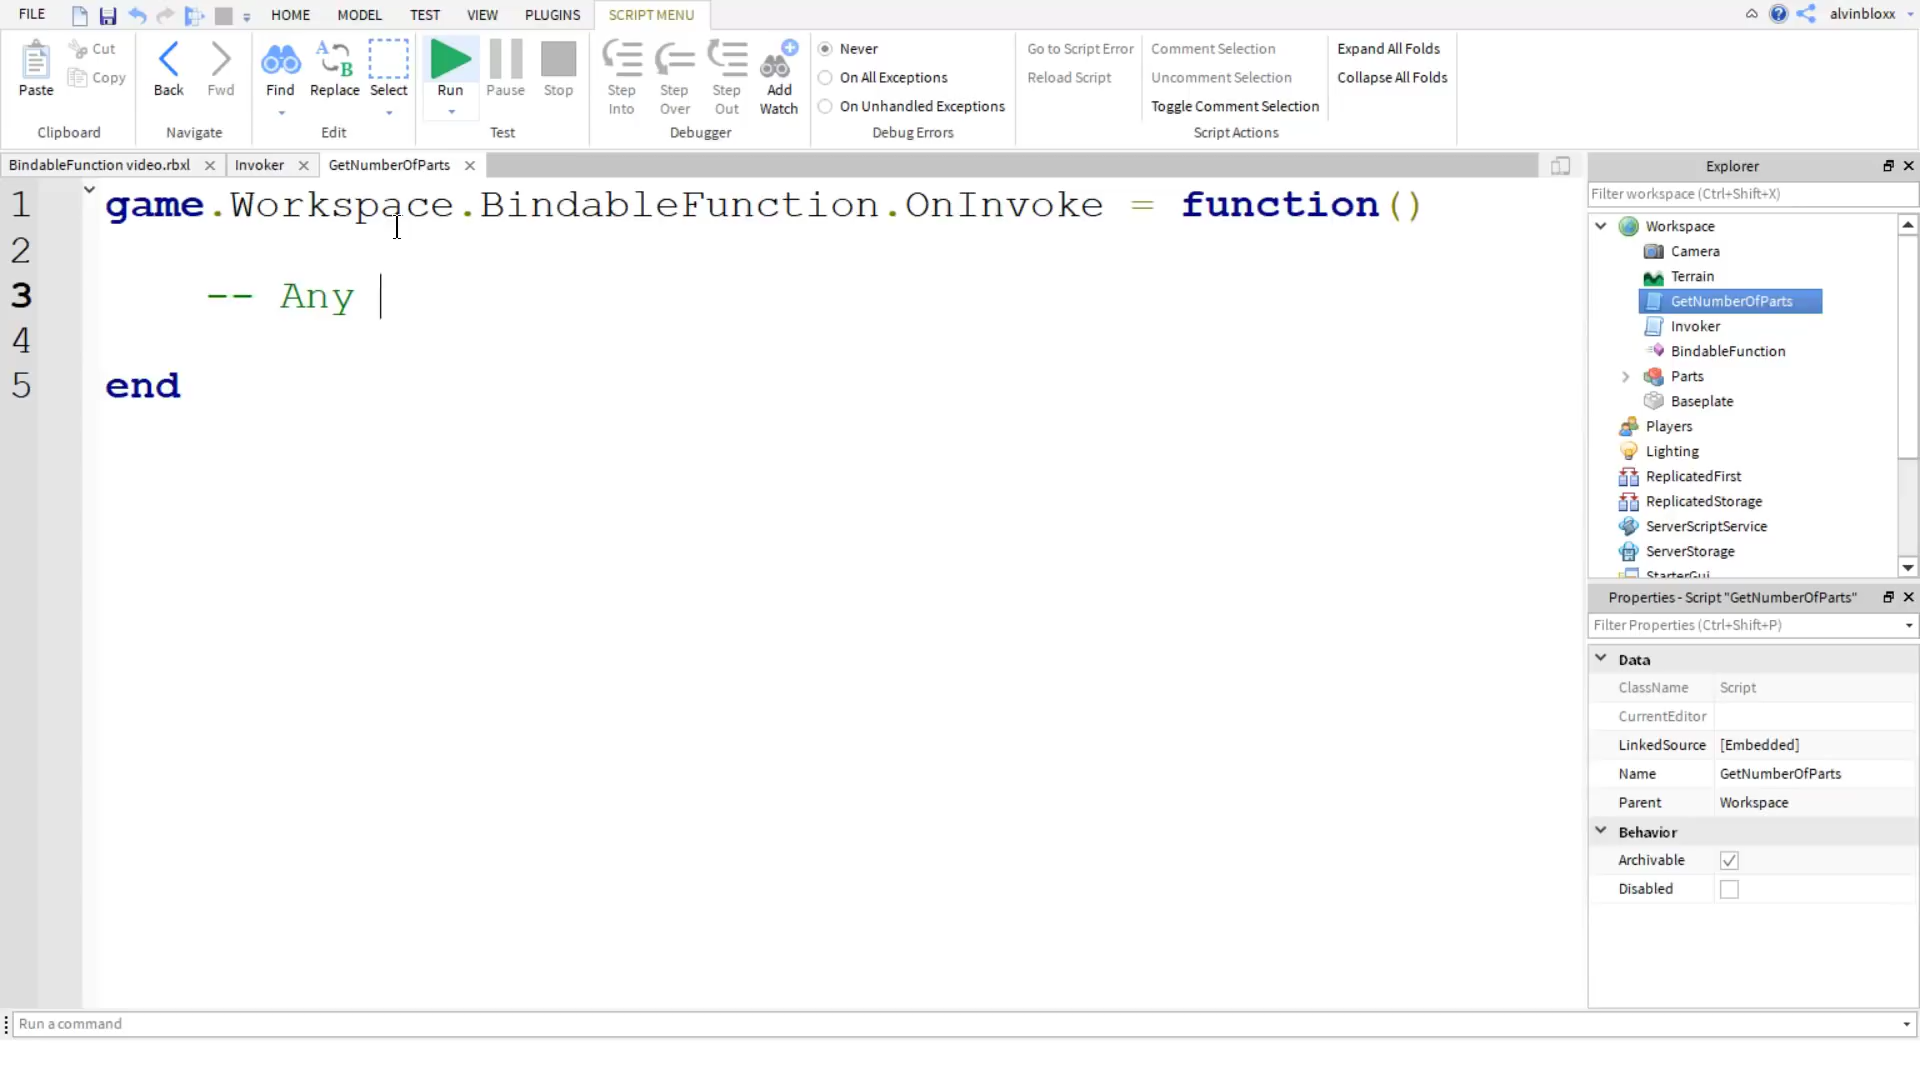 FILE HOME MODEL TEST VIEW PLUGINS SCRIPT MENU alvinbloxx
Paste Cut Copy Clipboard
Back Fwd Navigate
Find Replace Select Edit
Run Pause Stop Test
Step Into Step Over Step Out Add Watch Debugger
Never
On All Exceptions
On Unhandled Exceptions
Debug Errors
Go to Script Error
Reload Script
Comment Selection
Uncomment Selection
Toggle Comment Selection
Expand All Folds
Collapse All Folds
Script Actions
BindableFunction video.rbxl Invoker GetNumberOfParts
1 game.Workspace.BindableFunction.OnInvoke = function()
2
3 -- Any
4
5 end
Explorer
Filter workspace (Ctrl+Shift+X)
Workspace
Camera
Terrain
GetNumberOfParts
Invoker
BindableFunction
Parts
Baseplate
Players
Lighting
ReplicatedFirst
ReplicatedStorage
ServerScriptService
ServerStorage
StarterGui
Properties - Script "GetNumberOfParts"
Filter Properties (Ctrl+Shift+P)
Data
ClassName Script
CurrentEditor
LinkedSource [Embedded]
Name GetNumberOfParts
Parent Workspace
Behavior
Archivable
Disabled
Run a command